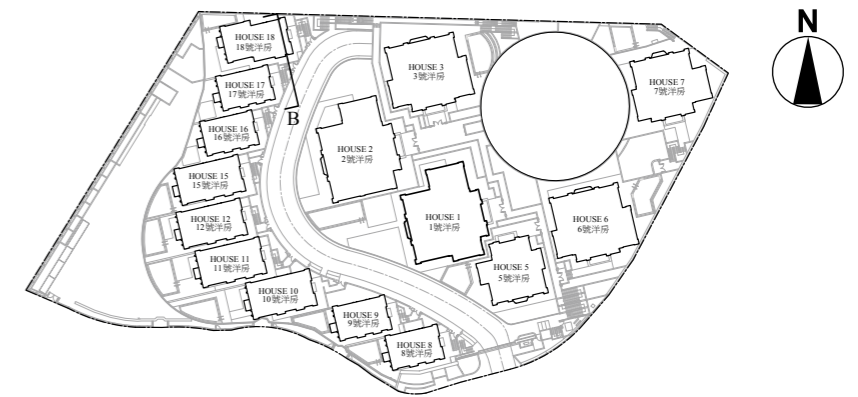 N
HOUSE 18
18號洋房
HOUSE 17
17號洋房
B
HOUSE 16
16號洋房
HOUSE 15
15號洋房
HOUSE 12
12號洋房
HOUSE 11
11號洋房
HOUSE 10
10號洋房
HOUSE 9
9號洋房
HOUSE 8
8號洋房
HOUSE 3
3號洋房
HOUSE 2
2號洋房
HOUSE 1
1號洋房
HOUSE 5
5號洋房
HOUSE 6
6號洋房
HOUSE 7
7號洋房